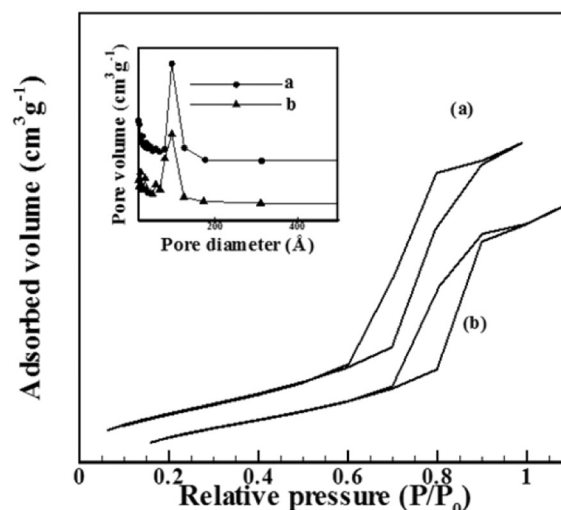 Adsorbed volume (cm³g⁻¹)
Pore volume (cm³g⁻¹)
a
b
200
400
Pore diameter (Å)
(a)
(b)
0
0.2
0.4
0.6
0.8
1
Relative pressure (P/P₀)